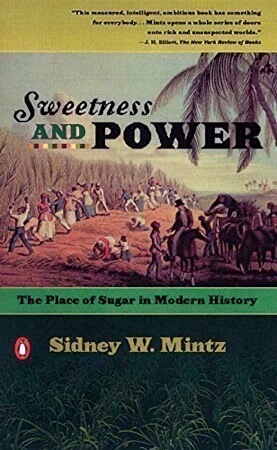 "This measured, intelligent, ambitious book has something
for everybody... Mintz opens a whole series of doors
onto rich and unsuspected worlds."
—J. H. Elliott, The New York Review of Books
Sweetness
AND POWER
The Place of Sugar in Modern History
Sidney W. Mintz